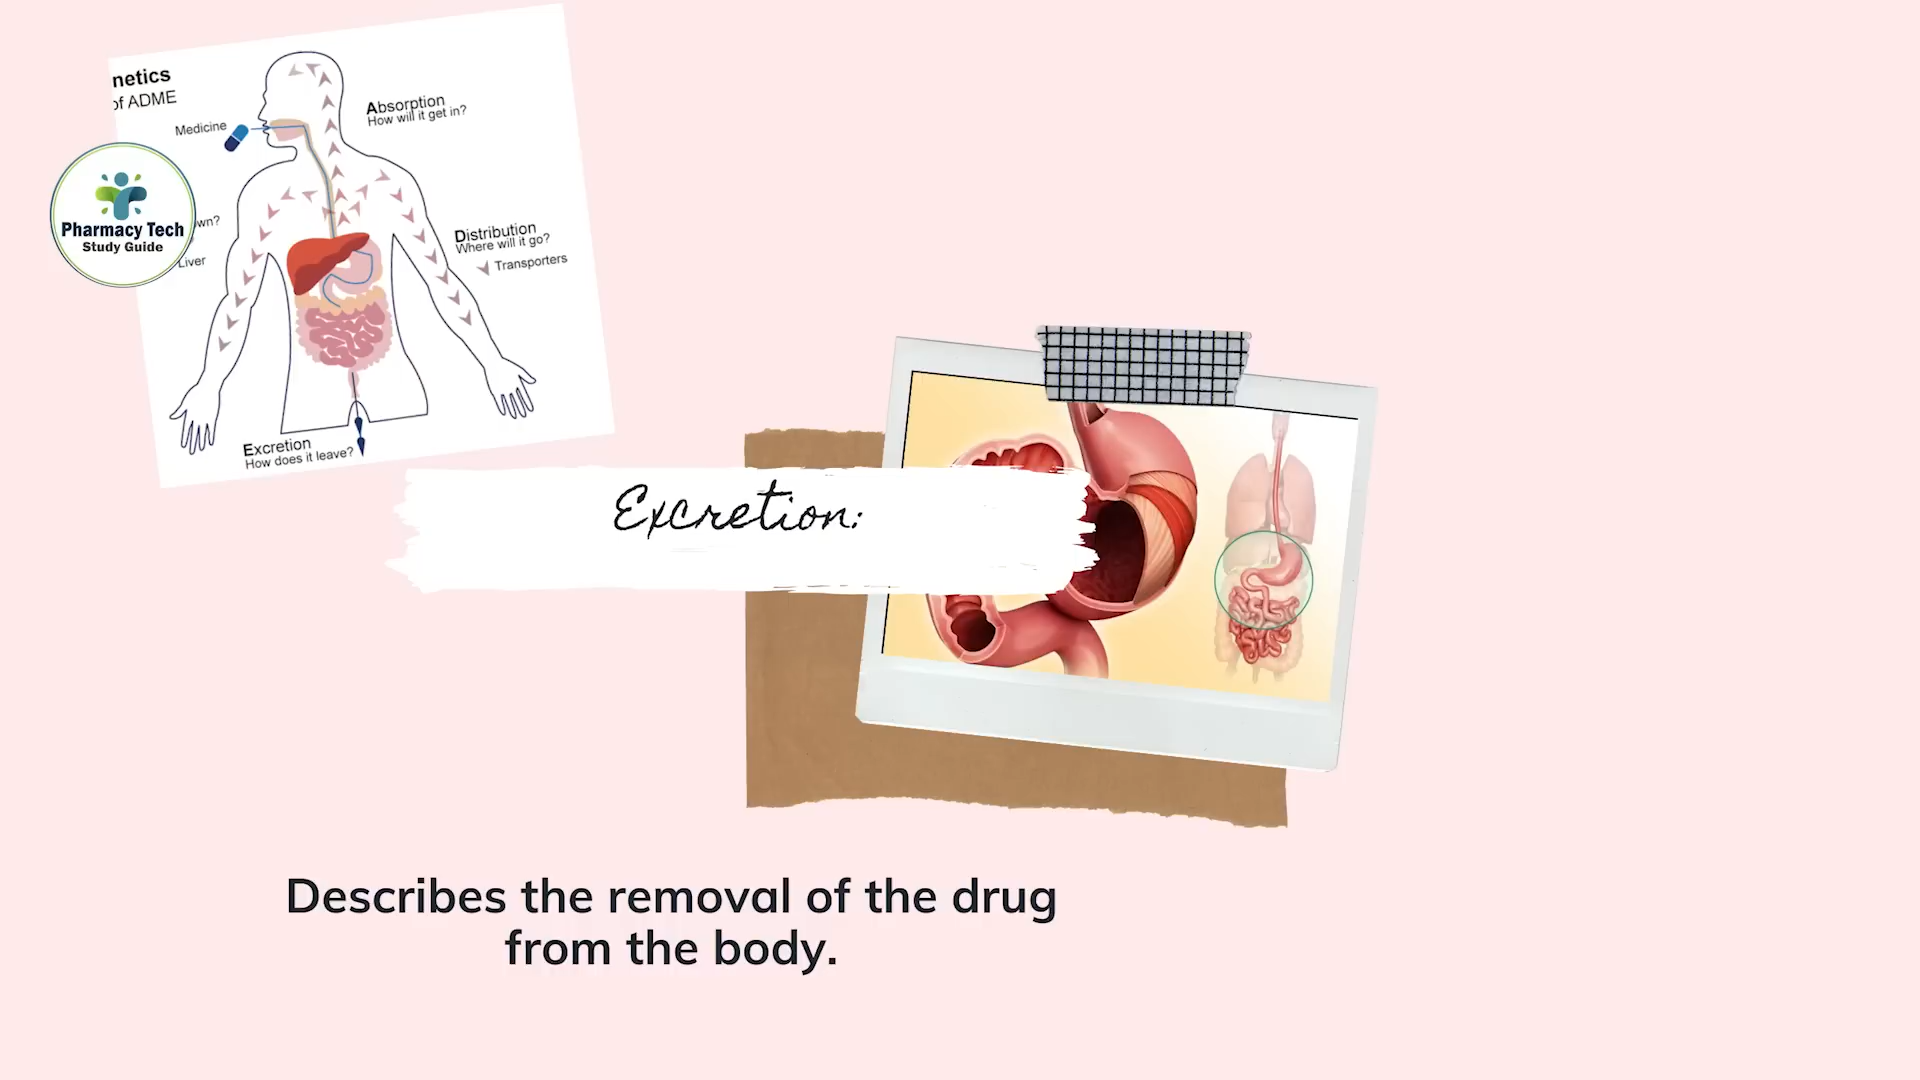 netics
of ADME
Medicine
Absorption
How will it get in?
Pharmacy Tech
Study Guide
wn?
Liver
Distribution
Where will it go?
Transporters
Excretion
How does it leave?
Excretion:
Describes the removal of the drug
from the body.